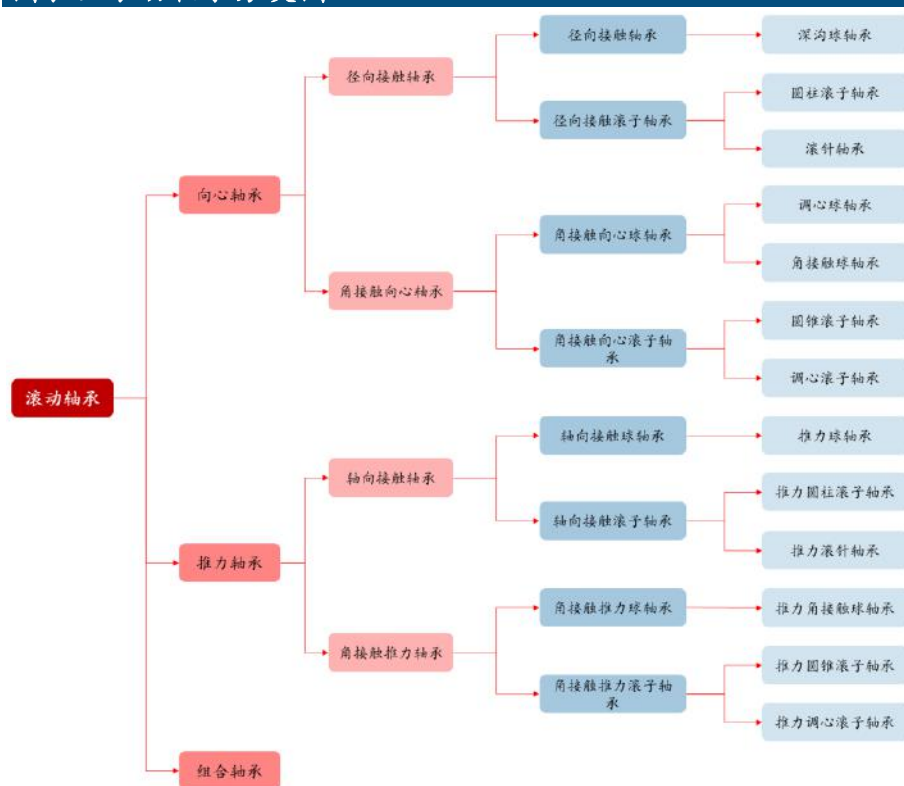 径向接触轴承
深沟球轴承
径向接触轴承
圆柱滚子轴承
径向接触滚子轴承
滚针轴承
向心轴承
调心球轴承
角接触向心球轴承
角接触球轴承
角接触向心轴承
圆锥滚子轴承
角接触向心滚子轴
承
调心滚子轴承
滚动轴承
轴向接触球轴承
推力球轴承
轴向接触轴承
推力圆柱滚子轴承
轴向接触滚子轴承
推力滚针轴承
推力轴承
角接触推力球轴承
推力角接触球轴承
角接触推力轴承
推力圆锥滚子轴承
角接触推力滚子轴
承
推力调心滚子轴承
组合轴承